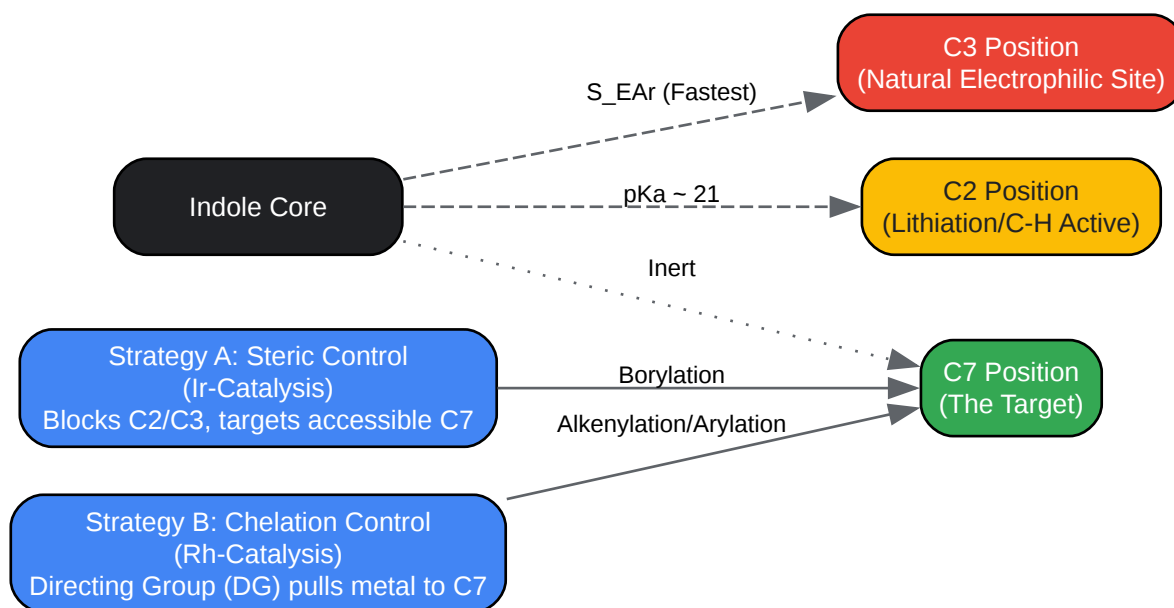 C3 Position
(Natural Electrophilic Site)
S_EAr (Fastest)
Indole Core
pKa ~ 21
C2 Position
(Lithiation/C-H Active)
Inert
Strategy A: Steric Control
(Ir-Catalysis)
Blocks C2/C3, targets accessible C7
Borylation
C7 Position
(The Target)
Alkenylation/Arylation
Strategy B: Chelation Control
(Rh-Catalysis)
Directing Group (DG) pulls metal to C7